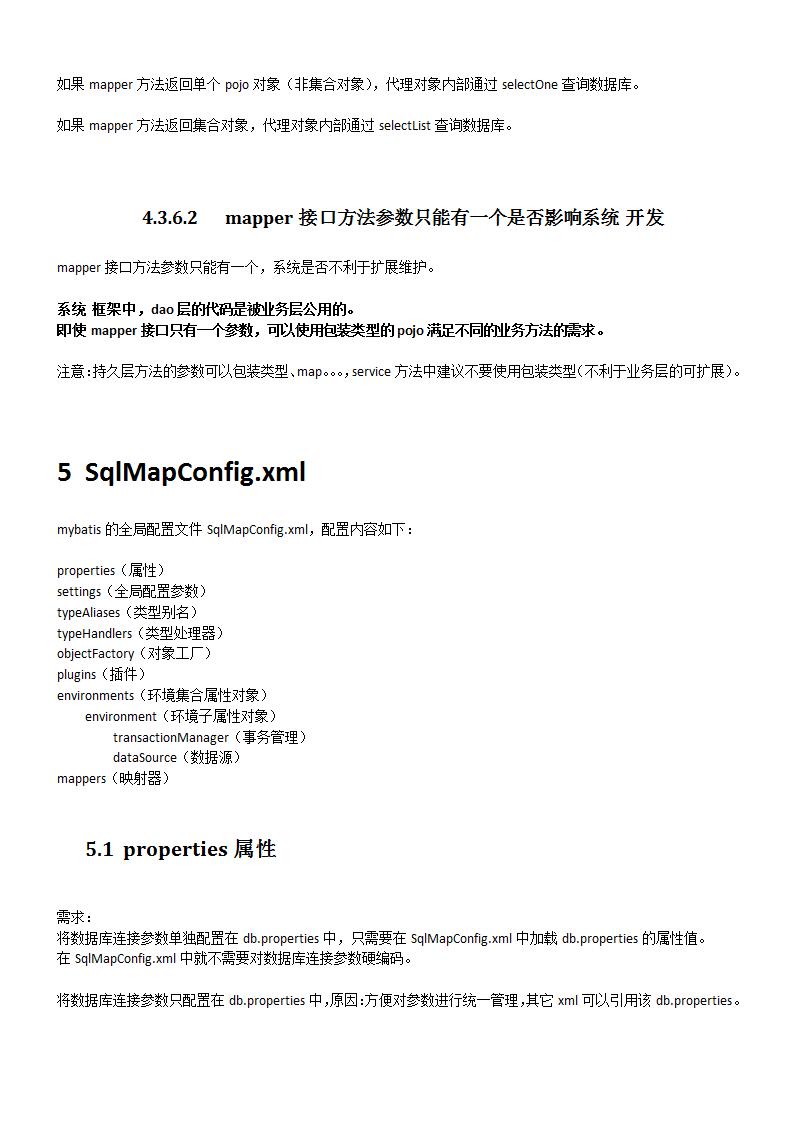 如果 mapper 方法返回单个 pojo 对象（非集合对象），代理对象内部通过 selectOne 查询数据库。
如果 mapper 方法返回集合对象，代理对象内部通过 selectList 查询数据库。
4.3.6.2 mapper 接口方法参数只能有一个是否影响系统 开发
mapper 接口方法参数只能有一个，系统是否不利于扩展维护。
系统 框架中，dao 层的代码是被业务层公用的。
即使 mapper 接口只有一个参数，可以使用包装类型的 pojo 满足不同的业务方法的需求。
注意：持久层方法的参数可以包装类型、map。。。，service 方法中建议不要使用包装类型（不利于业务层的可扩展）。
5 SqlMapConfig.xml
mybatis 的全局配置文件 SqlMapConfig.xml，配置内容如下：
properties（属性）
settings（全局配置参数）
typeAliases（类型别名）
typeHandlers（类型处理器）
objectFactory（对象工厂）
plugins（插件）
environments（环境集合属性对象）
environment（环境子属性对象）
transactionManager（事务管理）
dataSource（数据源）
mappers（映射器）
5.1 properties 属性
需求：
将数据库连接参数单独配置在 db.properties 中，只需要在 SqlMapConfig.xml 中加载 db.properties 的属性值。
在 SqlMapConfig.xml 中就不需要对数据库连接参数硬编码。
将数据库连接参数只配置在 db.properties 中，原因：方便对参数进行统一管理，其它 xml 可以引用该 db.properties。